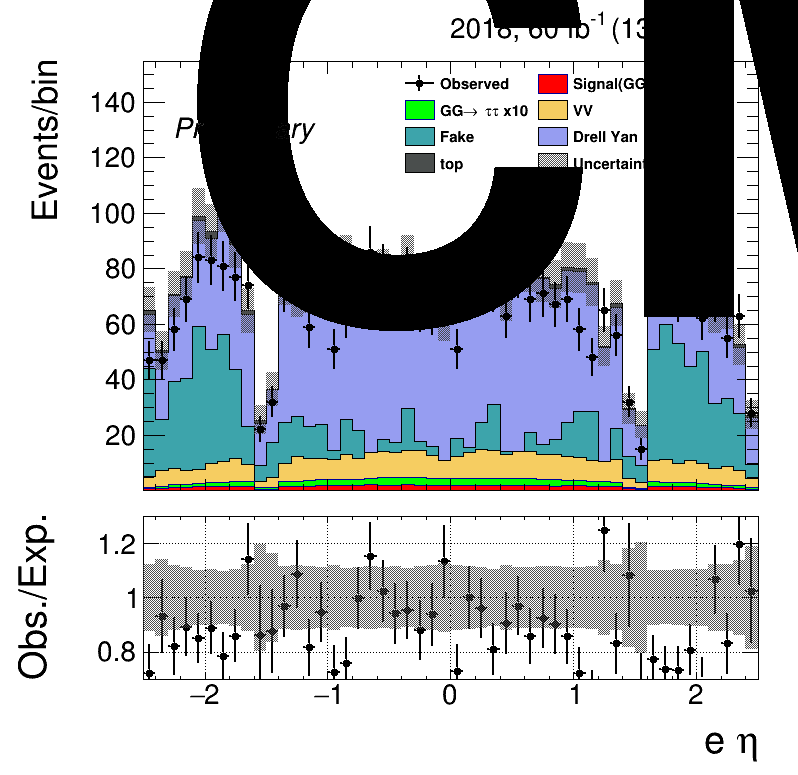 2018, 60 fb⁻¹ (13
Events/bin
140
120
100
80
60
40
20
Observed
Signal(GG
GG→ ττ x10
VV
Fake
Drell Yan
top
Uncertaint
Obs./Exp.
1.2
1
0.8
−2 −1 0 1 2
e η